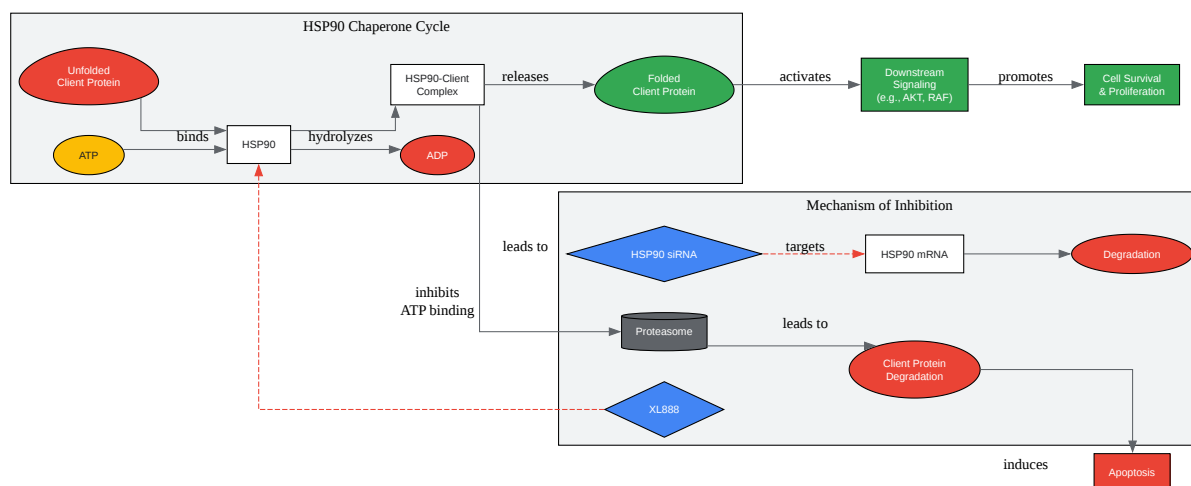 HSP90 Chaperone Cycle
Unfolded
Client Protein
HSP90-Client
Complex
releases
Folded
Client Protein
activates
Downstream
Signaling
(e.g., AKT, RAF)
promotes
Cell Survival
& Proliferation
binds
HSP90
hydrolyzes
ATP
ADP
Mechanism of Inhibition
leads to
HSP90 siRNA
targets
HSP90 mRNA
Degradation
inhibits
ATP binding
Proteasome
leads to
Client Protein
Degradation
XL888
induces
Apoptosis